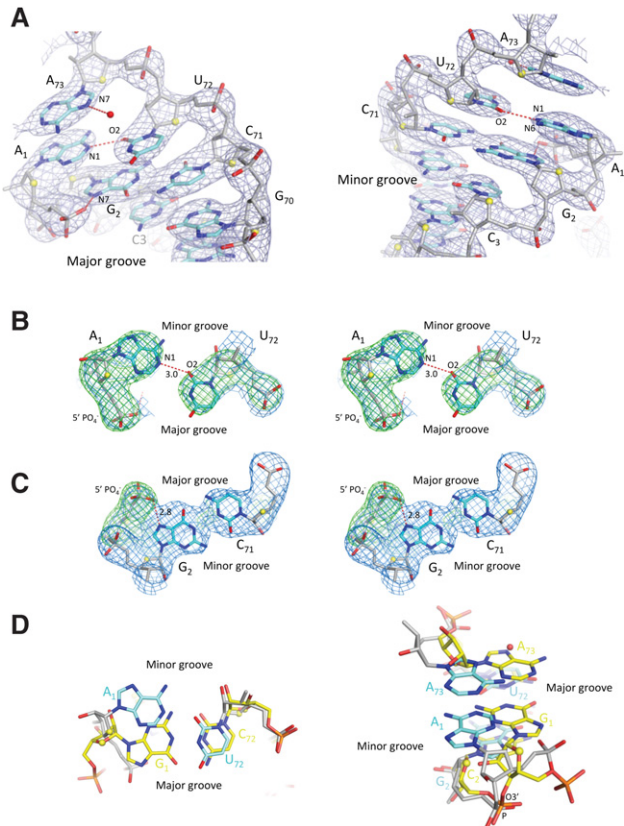 A
A73
N7
U72
O2
A1
N1
C71
N7
G2
G70
C3
Major groove
A73
U72
C71
N1
O2
N6
Minor groove
A1
G2
C3
B
A1
Minor groove
U72
N1
O2
3.0
5' PO4-
Major groove
A1
Minor groove
U72
N1
O2
3.0
5' PO4-
Major groove
C
Major groove
5' PO4-
2.8
C71
G2
Minor groove
Major groove
5' PO4-
2.8
C71
G2
Minor groove
D
Minor groove
A1
C72
U72
G1
Major groove
A73
A73
U72
Major groove
A1
G1
Minor groove
C2
G2
O3'
P